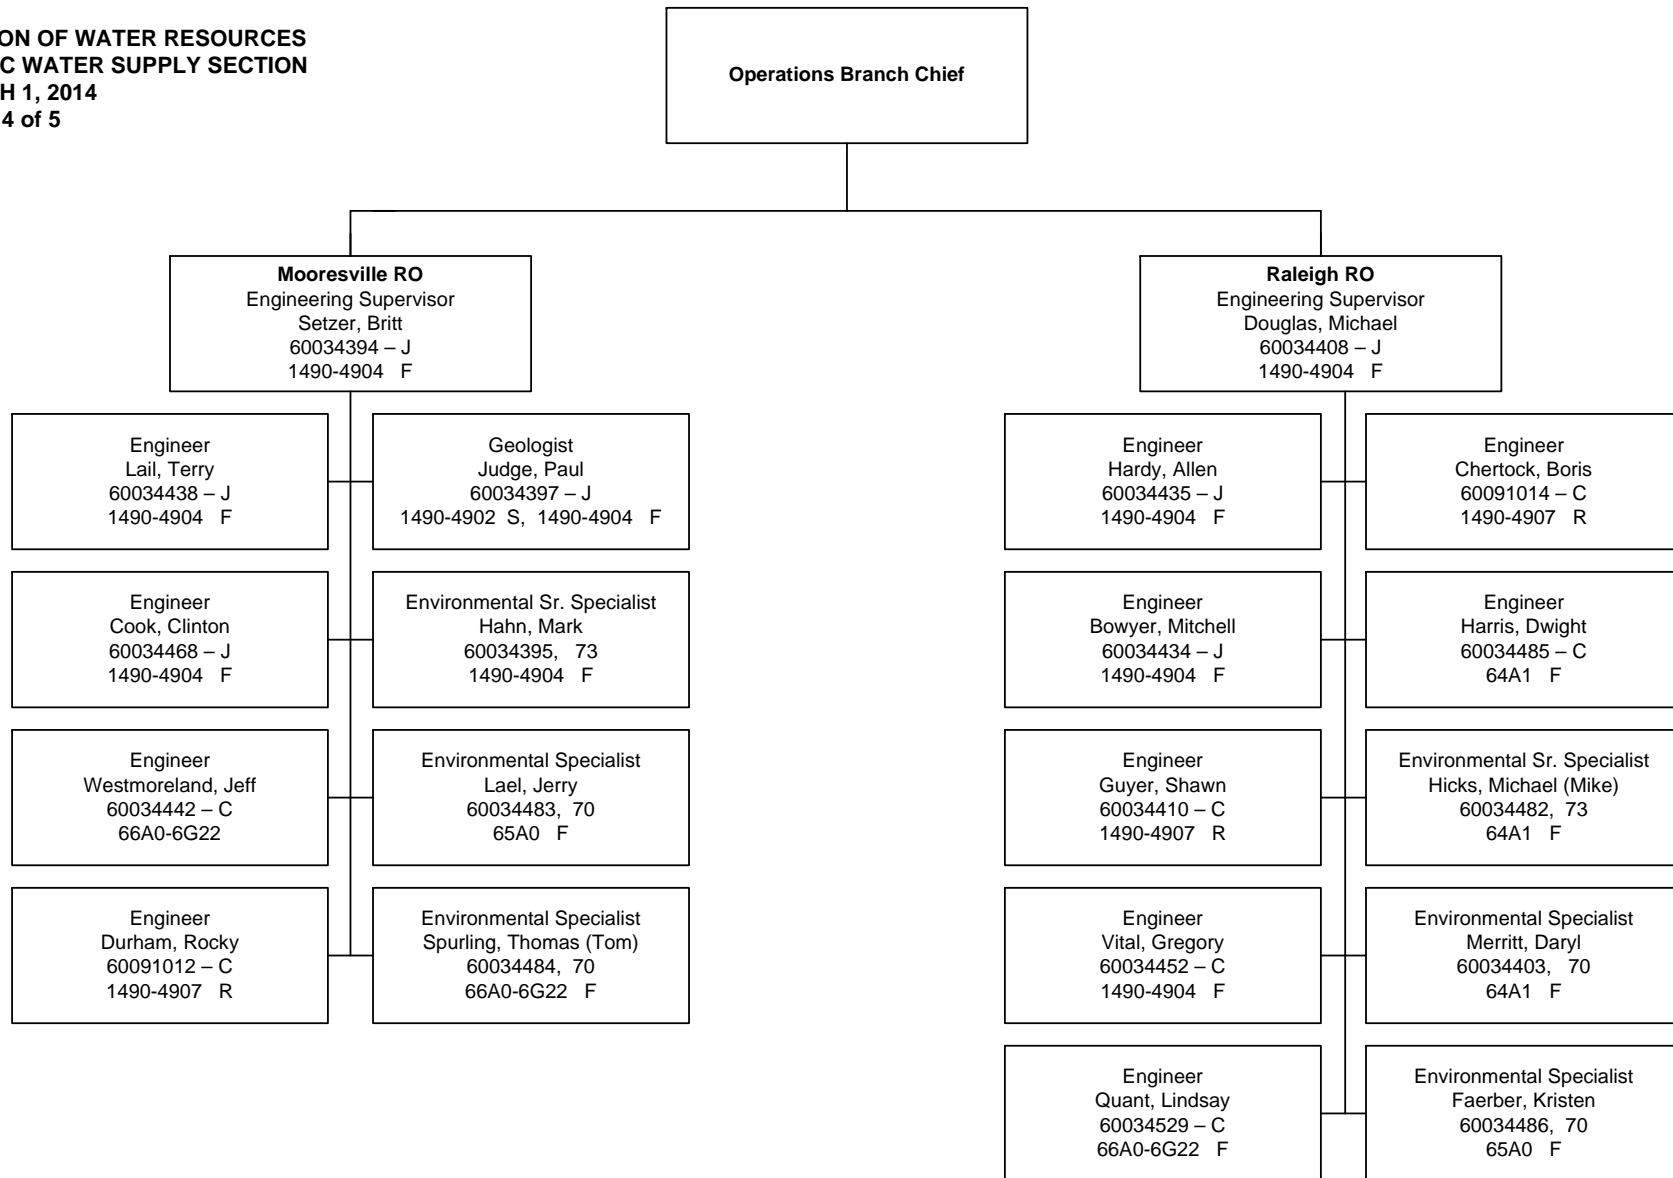 ON OF WATER RESOURCES
C WATER SUPPLY SECTION
H 1, 2014
4 of 5
Operations Branch Chief
Mooresville RO
Engineering Supervisor
Setzer, Britt
60034394 – J
1490-4904 F
Raleigh RO
Engineering Supervisor
Douglas, Michael
60034408 – J
1490-4904 F
Engineer
Lail, Terry
60034438 – J
1490-4904 F
Geologist
Judge, Paul
60034397 – J
1490-4902 S, 1490-4904 F
Engineer
Hardy, Allen
60034435 – J
1490-4904 F
Engineer
Chertock, Boris
60091014 – C
1490-4907 R
Engineer
Cook, Clinton
60034468 – J
1490-4904 F
Environmental Sr. Specialist
Hahn, Mark
60034395, 73
1490-4904 F
Engineer
Bowyer, Mitchell
60034434 – J
1490-4904 F
Engineer
Harris, Dwight
60034485 – C
64A1 F
Engineer
Westmoreland, Jeff
60034442 – C
66A0-6G22
Environmental Specialist
Lael, Jerry
60034483, 70
65A0 F
Engineer
Guyer, Shawn
60034410 – C
1490-4907 R
Environmental Sr. Specialist
Hicks, Michael (Mike)
60034482, 73
64A1 F
Engineer
Durham, Rocky
60091012 – C
1490-4907 R
Environmental Specialist
Spurling, Thomas (Tom)
60034484, 70
66A0-6G22 F
Engineer
Vital, Gregory
60034452 – C
1490-4904 F
Environmental Specialist
Merritt, Daryl
60034403, 70
64A1 F
Engineer
Quant, Lindsay
60034529 – C
66A0-6G22 F
Environmental Specialist
Faerber, Kristen
60034486, 70
65A0 F